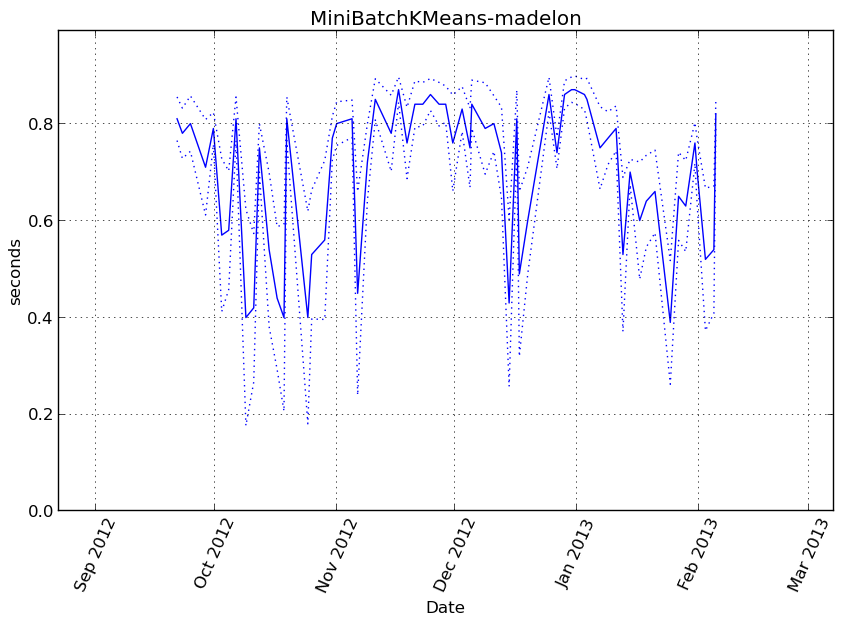 MiniBatchKMeans-madelon
seconds
0.8
0.6
0.4
0.2
0.0
Sep 2012
Oct 2012
Nov 2012
Dec 2012
Jan 2013
Feb 2013
Mar 2013
Date